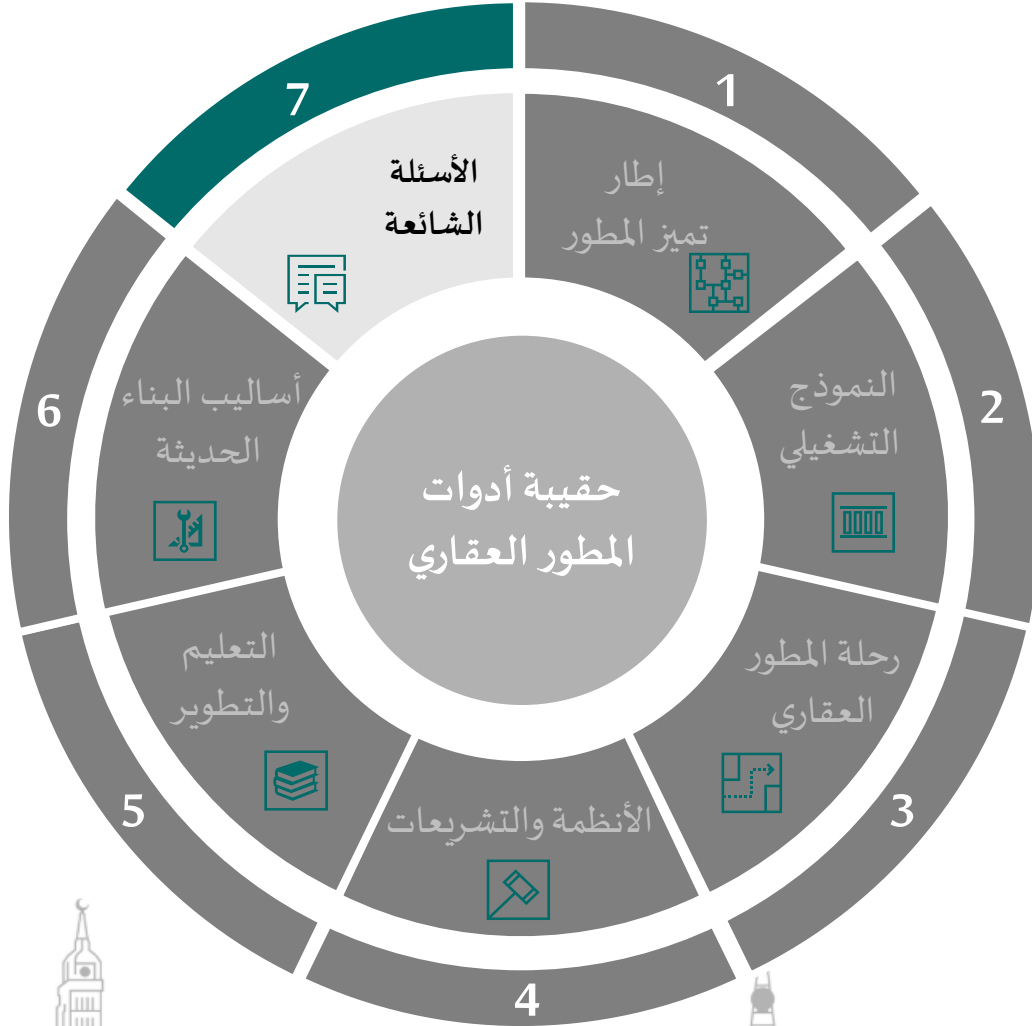 حقيبة أدوات
المطور العقاري
1
إطار
تميز المطور
2
النموذج
التشغيلي
3
رحلة المطور
العقاري
4
الأنظمة والتشريعات
5
التعليم
والتطوير
6
أساليب البناء
الحديثة
7
الأسئلة
الشائعة